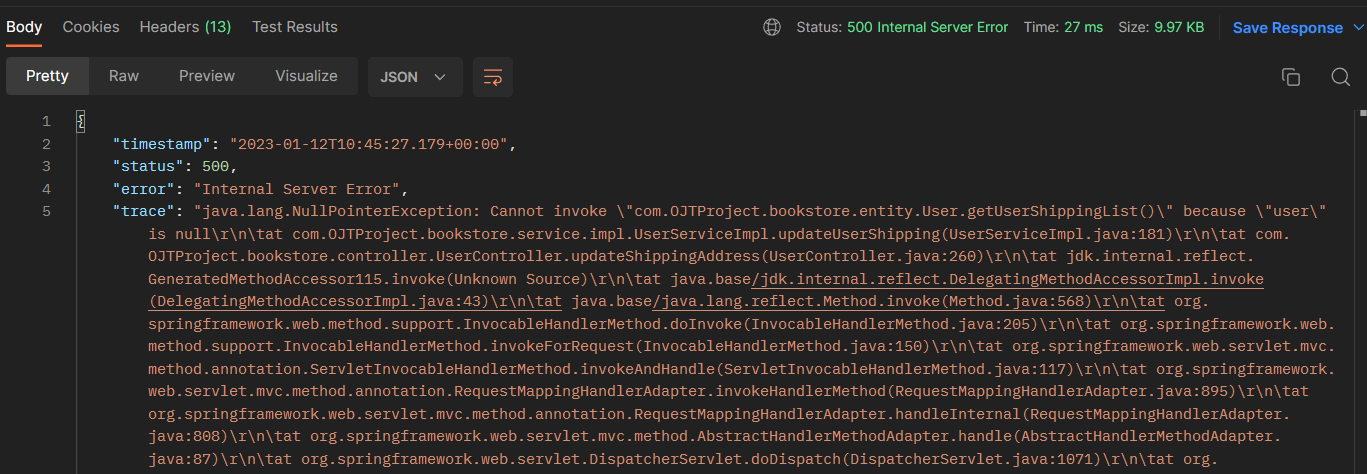 Body Cookies Headers (13) Test Results Status: 500 Internal Server Error Time: 27 ms Size: 9.97 KB Save Response
Pretty Raw Preview Visualize JSON
1 {
2 "timestamp": "2023-01-12T10:45:27.179+00:00",
3 "status": 500,
4 "error": "Internal Server Error",
5 "trace": "java.lang.NullPointerException: Cannot invoke \"com.OJTProject.bookstore.entity.User.getUserShippingList()\" because \"user\"
is null\r\n\tat com.OJTProject.bookstore.service.impl.UserServiceImpl.updateUserShipping(UserServiceImpl.java:181)\r\n\tat com.
OJTProject.bookstore.controller.UserController.updateShippingAddress(UserController.java:260)\r\n\tat jdk.internal.reflect.
GeneratedMethodAccessor115.invoke(Unknown Source)\r\n\tat java.base/jdk.internal.reflect.DelegatingMethodAccessorImpl.invoke
(DelegatingMethodAccessorImpl.java:43)\r\n\tat java.base/java.lang.reflect.Method.invoke(Method.java:568)\r\n\tat org.
springframework.web.method.support.InvocableHandlerMethod.doInvoke(InvocableHandlerMethod.java:205)\r\n\tat org.springframework.web.
method.support.InvocableHandlerMethod.invokeForRequest(InvocableHandlerMethod.java:150)\r\n\tat org.springframework.web.servlet.mvc.
method.annotation.ServletInvocableHandlerMethod.invokeAndHandle(ServletInvocableHandlerMethod.java:117)\r\n\tat org.springframework.
web.servlet.mvc.method.annotation.RequestMappingHandlerAdapter.invokeHandlerMethod(RequestMappingHandlerAdapter.java:895)\r\n\tat
org.springframework.web.servlet.mvc.method.annotation.RequestMappingHandlerAdapter.handleInternal(RequestMappingHandlerAdapter.
java:808)\r\n\tat org.springframework.web.servlet.mvc.method.AbstractHandlerMethodAdapter.handle(AbstractHandlerMethodAdapter.
java:87)\r\n\tat org.springframework.web.servlet.DispatcherServlet.doDispatch(DispatcherServlet.java:1071)\r\n\tat org.